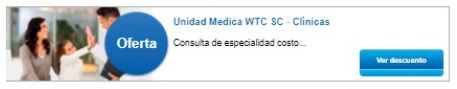 Unidad Medica WTC SC - Clínicas
Oferta
Consulta de especialidad costo...
Ver descuento